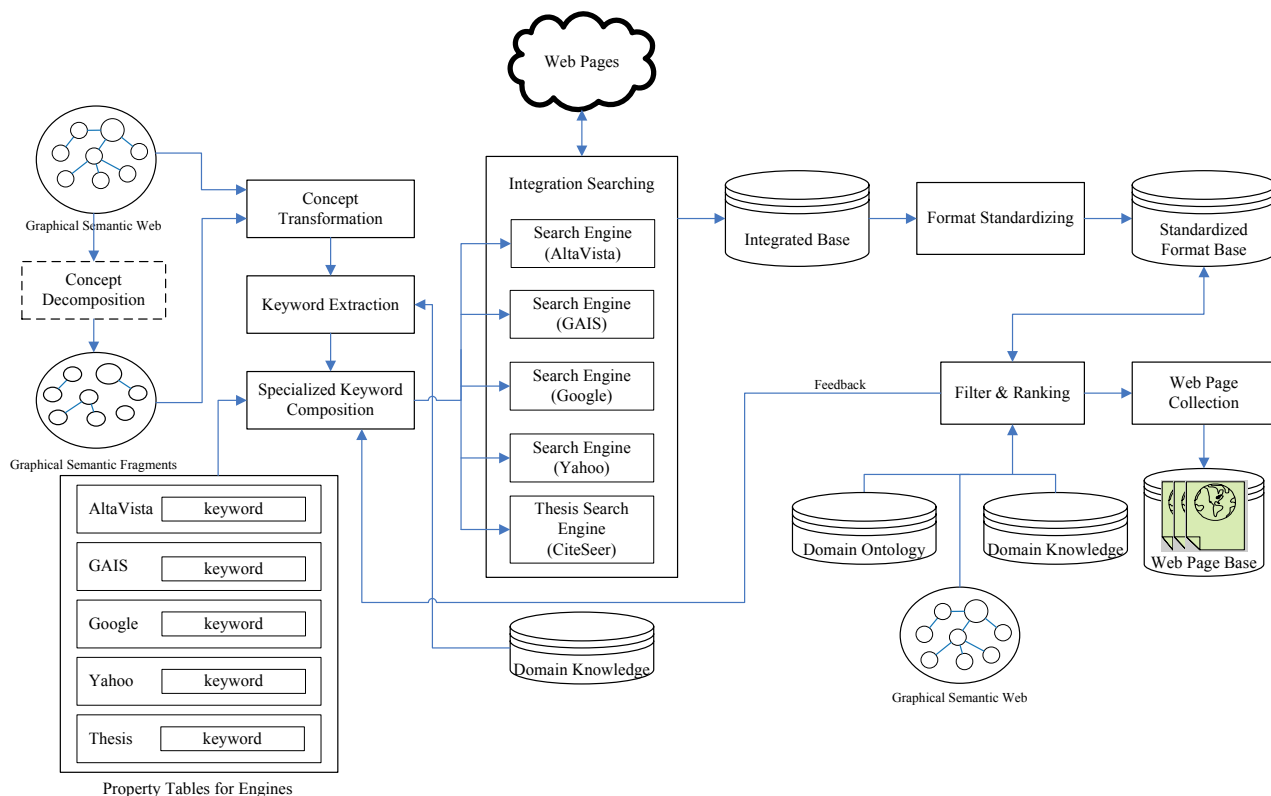 Web Pages
Graphical Semantic Web
Concept
Decomposition
Graphical Semantic Fragments
Concept
Transformation
Keyword Extraction
Specialized Keyword
Composition
AltaVista
keyword
GAIS
keyword
Google
keyword
Yahoo
keyword
Thesis
keyword
Property Tables for Engines
Integration Searching
Search Engine
(AltaVista)
Search Engine
(GAIS)
Search Engine
(Google)
Search Engine
(Yahoo)
Thesis Search
Engine
(CiteSeer)
Domain Knowledge
Integrated Base
Format Standardizing
Standardized
Format Base
Feedback
Filter & Ranking
Web Page
Collection
Domain Ontology
Domain Knowledge
Web Page Base
Graphical Semantic Web